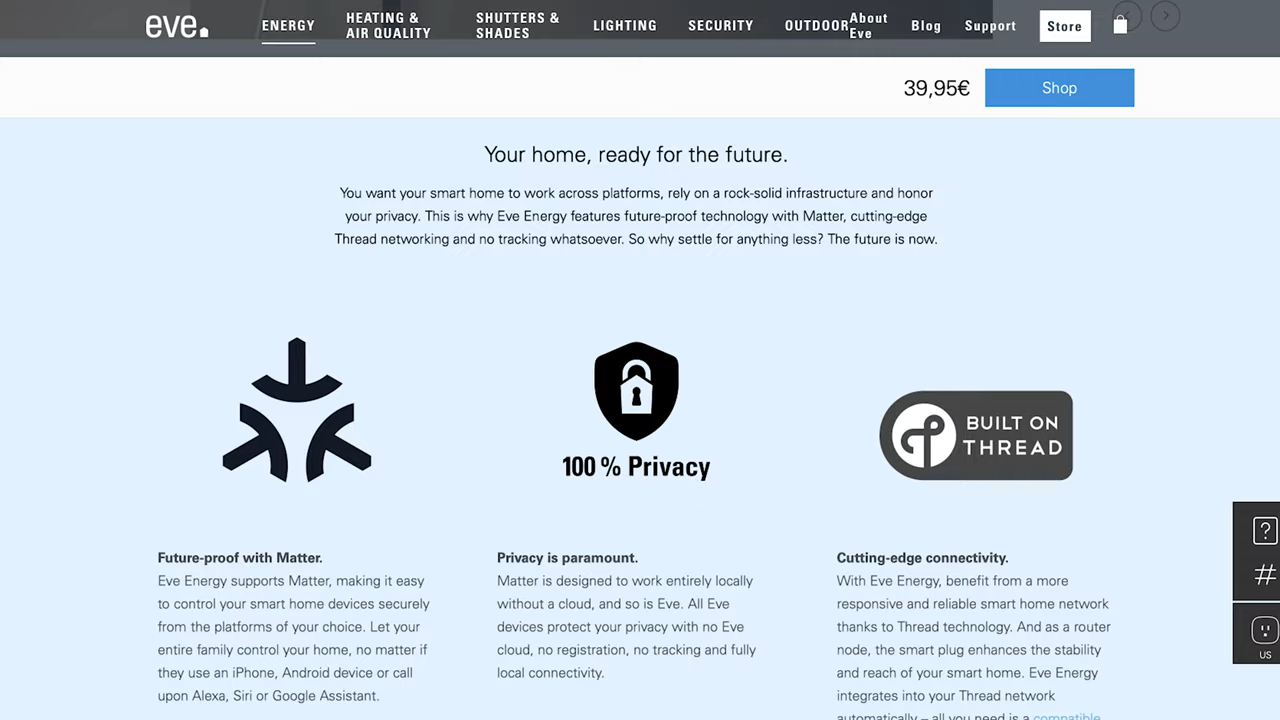 eve.
ENERGY
HEATING &
AIR QUALITY
SHUTTERS &
SHADES
LIGHTING
SECURITY
OUTDOOR
About
Eve
Blog
Support
Store
39,95€
Shop
Your home, ready for the future.
You want your smart home to work across platforms, rely on a rock-solid infrastructure and honor
your privacy. This is why Eve Energy features future-proof technology with Matter, cutting-edge
Thread networking and no tracking whatsoever. So why settle for anything less? The future is now.
100 % Privacy
BUILT ON
THREAD
Future-proof with Matter.
Eve Energy supports Matter, making it easy
to control your smart home devices securely
from the platforms of your choice. Let your
entire family control your home, no matter if
they use an iPhone, Android device or call
upon Alexa, Siri or Google Assistant.
Privacy is paramount.
Matter is designed to work entirely locally
without a cloud, and so is Eve. All Eve
devices protect your privacy with no Eve
cloud, no registration, no tracking and fully
local connectivity.
Cutting-edge connectivity.
With Eve Energy, benefit from a more
responsive and reliable smart home network
thanks to Thread technology. And as a router
node, the smart plug enhances the stability
and reach of your smart home. Eve Energy
integrates into your Thread network
automatically – all you need is a compatible
?
#
US